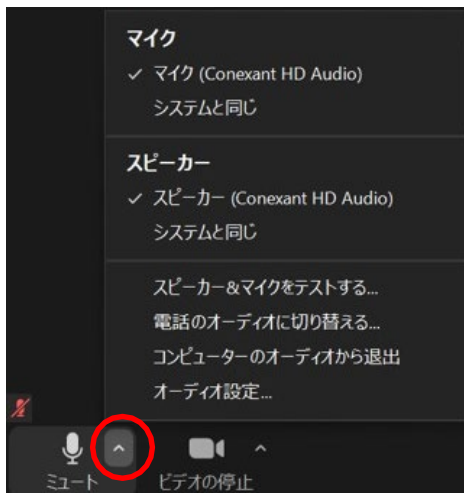 マイク
マイク (Conexant HD Audio)
システムと同じ
スピーカー
スピーカー (Conexant HD Audio)
システムと同じ
スピーカー&マイクをテストする...
電話のオーディオに切り替える...
コンピューターのオーディオから退出
オーディオ設定...
ミュート
ビデオの停止